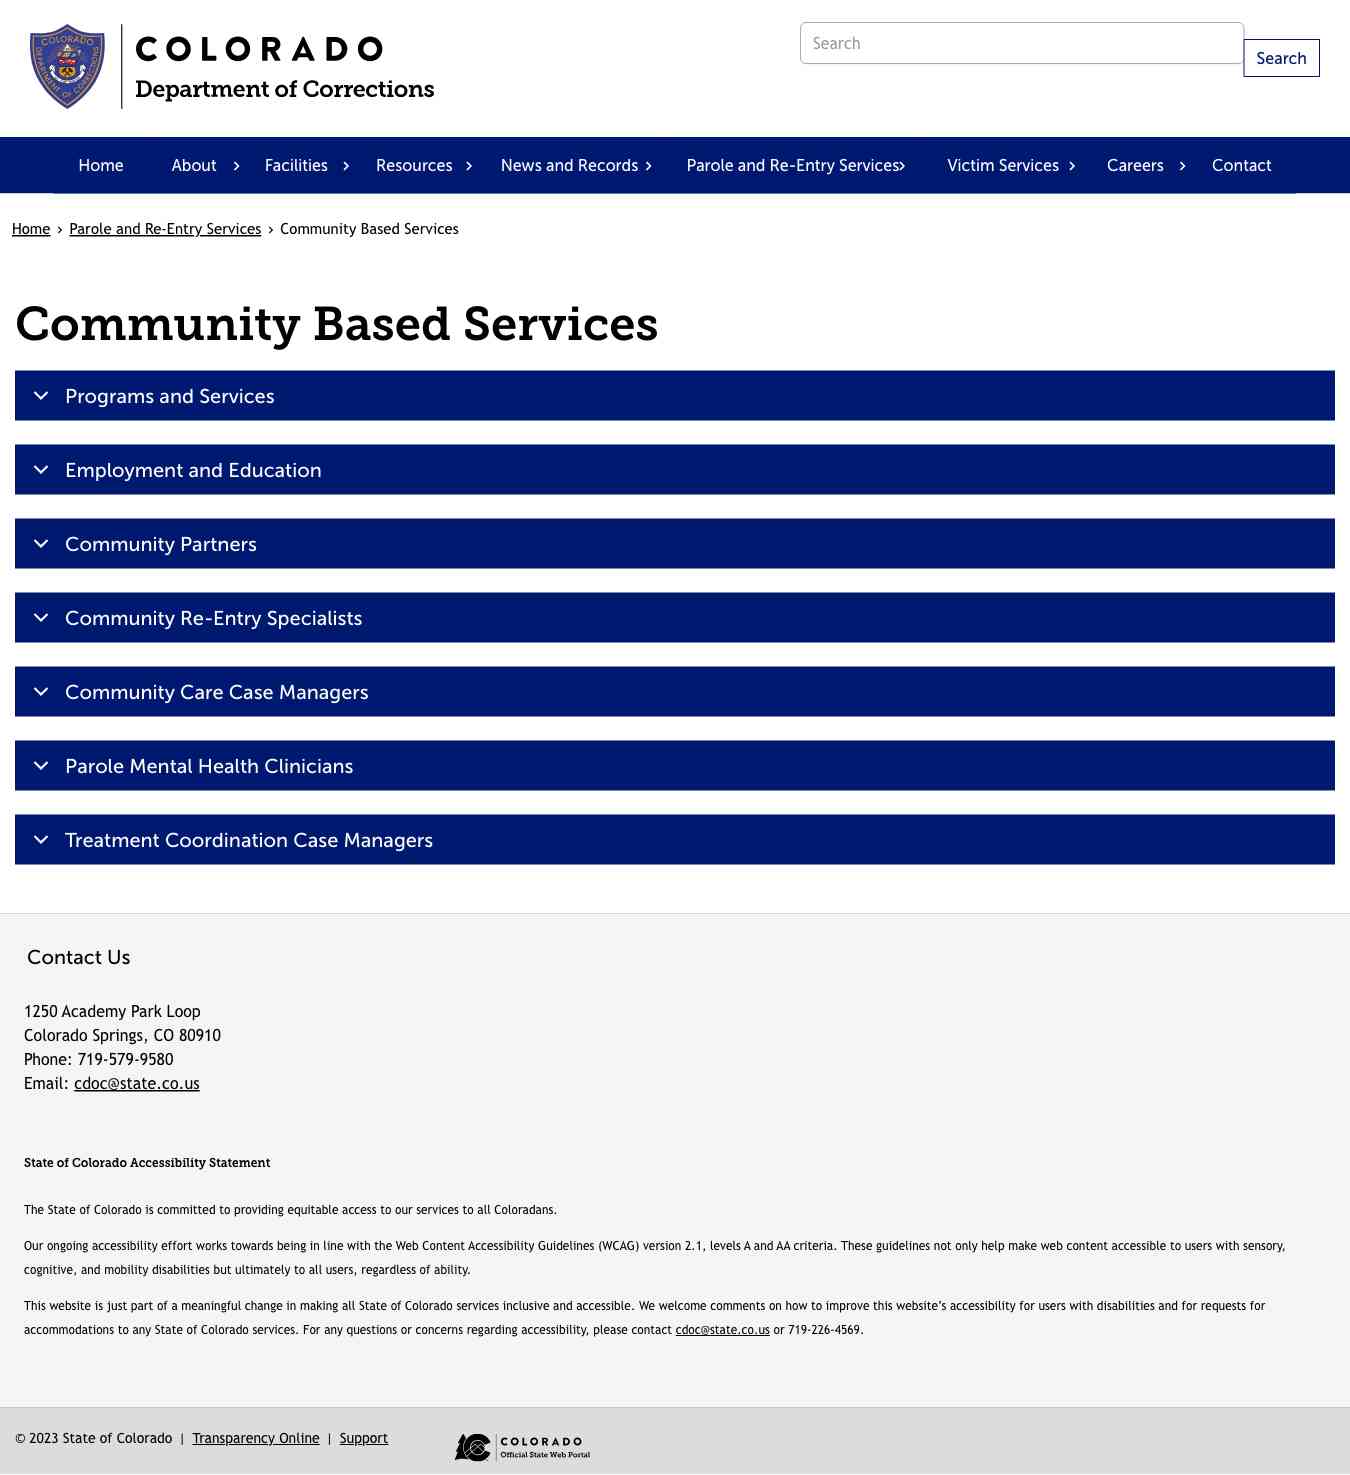 COLORADO
Department of Corrections
Search
Search
Home About Facilities Resources News and Records Parole and Re-Entry Services Victim Services Careers Contact
Home › Parole and Re-Entry Services › Community Based Services
Community Based Services
Programs and Services
Employment and Education
Community Partners
Community Re-Entry Specialists
Community Care Case Managers
Parole Mental Health Clinicians
Treatment Coordination Case Managers
Contact Us
1250 Academy Park Loop
Colorado Springs, CO 80910
Phone: 719-579-9580
Email: cdoc@state.co.us
State of Colorado Accessibility Statement
The State of Colorado is committed to providing equitable access to our services to all Coloradans.
Our ongoing accessibility effort works towards being in line with the Web Content Accessibility Guidelines (WCAG) version 2.1, levels A and AA criteria. These guidelines not only help make web content accessible to users with sensory,
cognitive, and mobility disabilities but ultimately to all users, regardless of ability.
This website is just part of a meaningful change in making all State of Colorado services inclusive and accessible. We welcome comments on how to improve this website’s accessibility for users with disabilities and for requests for
accommodations to any State of Colorado services. For any questions or concerns regarding accessibility, please contact cdoc@state.co.us or 719-226-4569.
© 2023 State of Colorado | Transparency Online | Support
COLORADO
Official State Web Portal